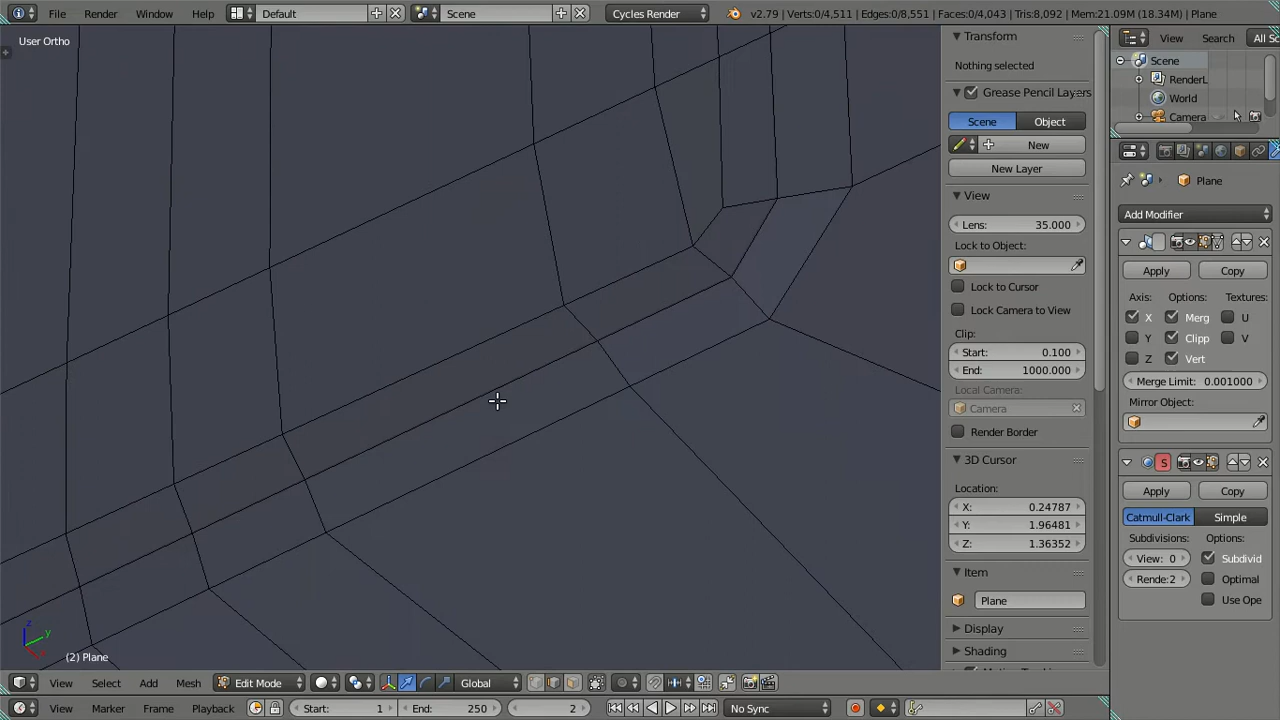 File Render Window Help Default Scene Cycles Render v2.79 | Verts:0/4,511 | Edges:0/8,551 | Faces:0/4,043 | Tris:8,092 | Mem:21.09M (18.34M) | Plane
User Ortho
Transform
Nothing selected
Grease Pencil Layers
Scene Object
New
New Layer
View
Lens: 35.000
Lock to Object:
Lock to Cursor
Lock Camera to View
Clip:
Start: 0.100
End: 1000.000
Local Camera:
Camera
Render Border
3D Cursor
Location:
X: 0.24787
Y: 1.96481
Z: 1.36352
Item
Plane
Display
Shading
View Search All Sc
Scene
RenderL
World
Camera
Plane
Add Modifier
Apply Copy
Axis: Options: Textures:
X Merg U
Y Clipp V
Z Vert
Merge Limit: 0.001000
Mirror Object:
S
Apply Copy
Catmull-Clark Simple
Subdivisions: Options:
View: 0 Subdivid
Rende: 2 Optimal
Use Ope
z
y
(2) Plane
View Select Add Mesh Edit Mode Global
View Marker Frame Playback Start: 1 End: 250 2 No Sync